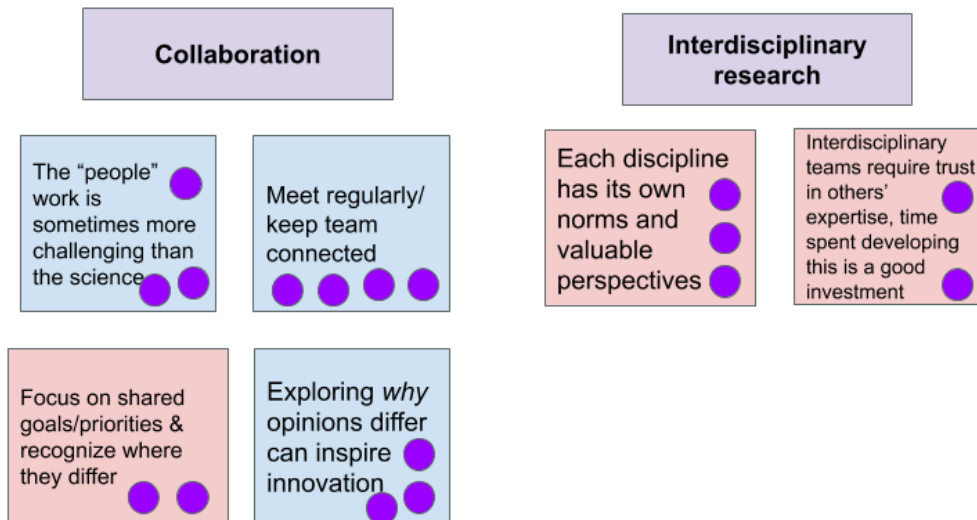 Collaboration
Interdisciplinary
research
The “people”
work is
sometimes more
challenging than
the science
Meet regularly/
keep team
connected
Each discipline
has its own
norms and
valuable
perspectives
Interdisciplinary
teams require trust
in others’
expertise, time
spent developing
this is a good
investment
Focus on shared
goals/priorities &
recognize where
they differ
Exploring why
opinions differ
can inspire
innovation